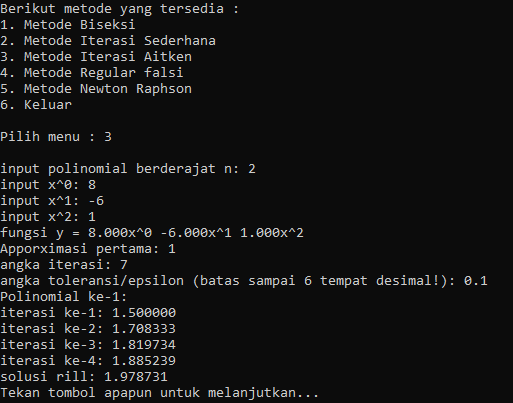 Berikut metode yang tersedia :
1. Metode Biseksi
2. Metode Iterasi Sederhana
3. Metode Iterasi Aitken
4. Metode Regular falsi
5. Metode Newton Raphson
6. Keluar
Pilih menu : 3
input polinomial berderajat n: 2
input x^0: 8
input x^1: -6
input x^2: 1
fungsi y = 8.000x^0 -6.000x^1 1.000x^2
Apporximasi pertama: 1
angka iterasi: 7
angka toleransi/epsilon (batas sampai 6 tempat desimal!): 0.1
Polinomial ke-1:
iterasi ke-1: 1.500000
iterasi ke-2: 1.708333
iterasi ke-3: 1.819734
iterasi ke-4: 1.885239
solusi rill: 1.978731
Tekan tombol apapun untuk melanjutkan...